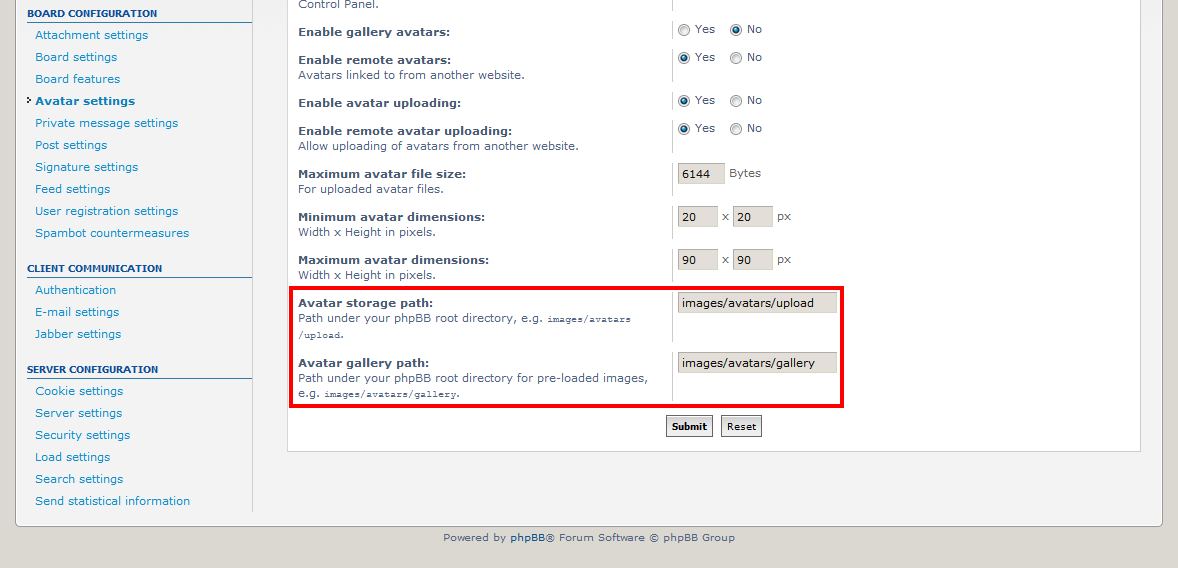 BOARD CONFIGURATION
Attachment settings
Board settings
Board features
Avatar settings
Private message settings
Post settings
Signature settings
Feed settings
User registration settings
Spambot countermeasures
CLIENT COMMUNICATION
Authentication
E-mail settings
Jabber settings
SERVER CONFIGURATION
Cookie settings
Server settings
Security settings
Load settings
Search settings
Send statistical information
Control Panel.
Enable gallery avatars:
Yes No
Enable remote avatars:
Avatars linked to from another website.
Yes No
Enable avatar uploading:
Yes No
Enable remote avatar uploading:
Allow uploading of avatars from another website.
Yes No
Maximum avatar file size:
For uploaded avatar files.
6144 Bytes
Minimum avatar dimensions:
Width x Height in pixels.
20 x 20 px
Maximum avatar dimensions:
Width x Height in pixels.
90 x 90 px
Avatar storage path:
Path under your phpBB root directory, e.g. images/avatars
/upload.
images/avatars/upload
Avatar gallery path:
Path under your phpBB root directory for pre-loaded images,
e.g. images/avatars/gallery.
images/avatars/gallery
Submit Reset
Powered by phpBB® Forum Software © phpBB Group